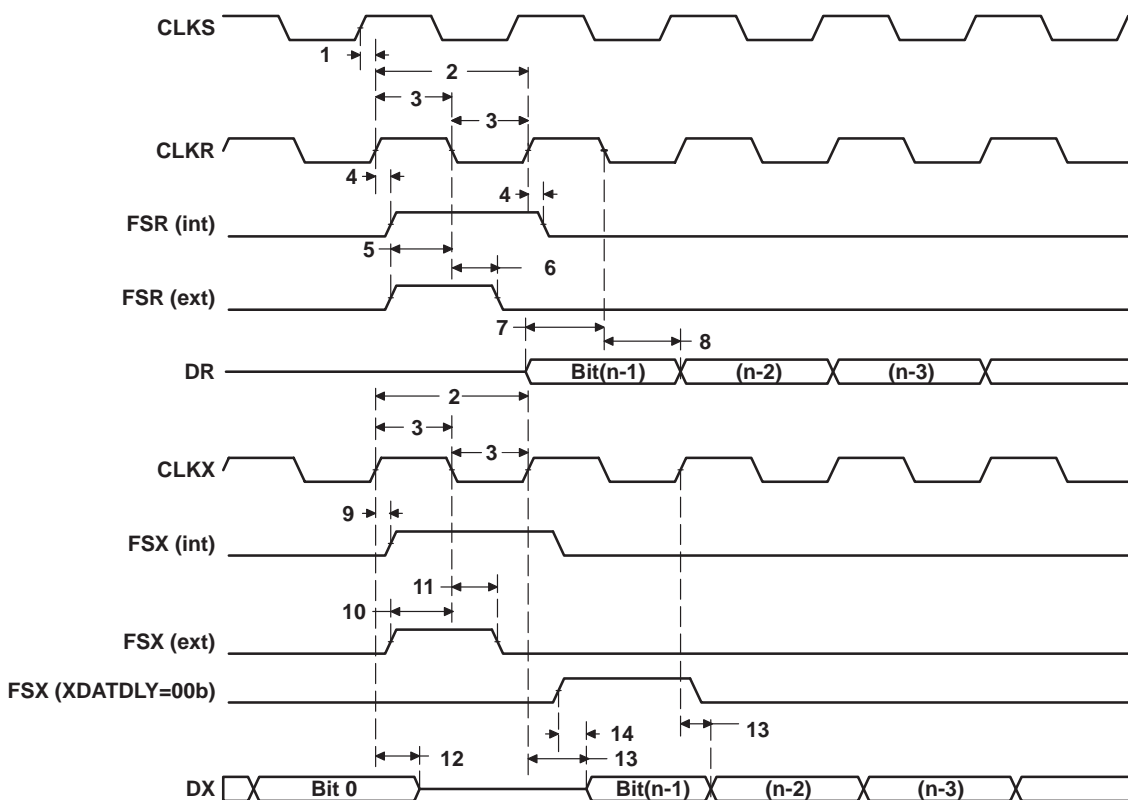 CLKS
1
2
3
3
CLKR
4
4
FSR (int)
5
6
FSR (ext)
7
8
DR
Bit(n-1)
(n-2)
(n-3)
2
3
3
CLKX
9
FSX (int)
11
10
FSX (ext)
FSX (XDATDLY=00b)
14
13
12
13
DX
Bit 0
Bit(n-1)
(n-2)
(n-3)